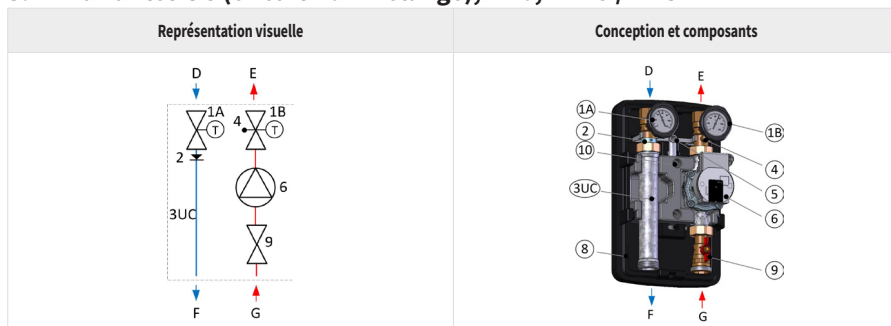 Représentation visuelle
Conception et composants
D E
1A 4 1B
T T
2
6
3UC
9
F G
D E
1A
1B
2
10
4
3UC
5
6
8
9
F G